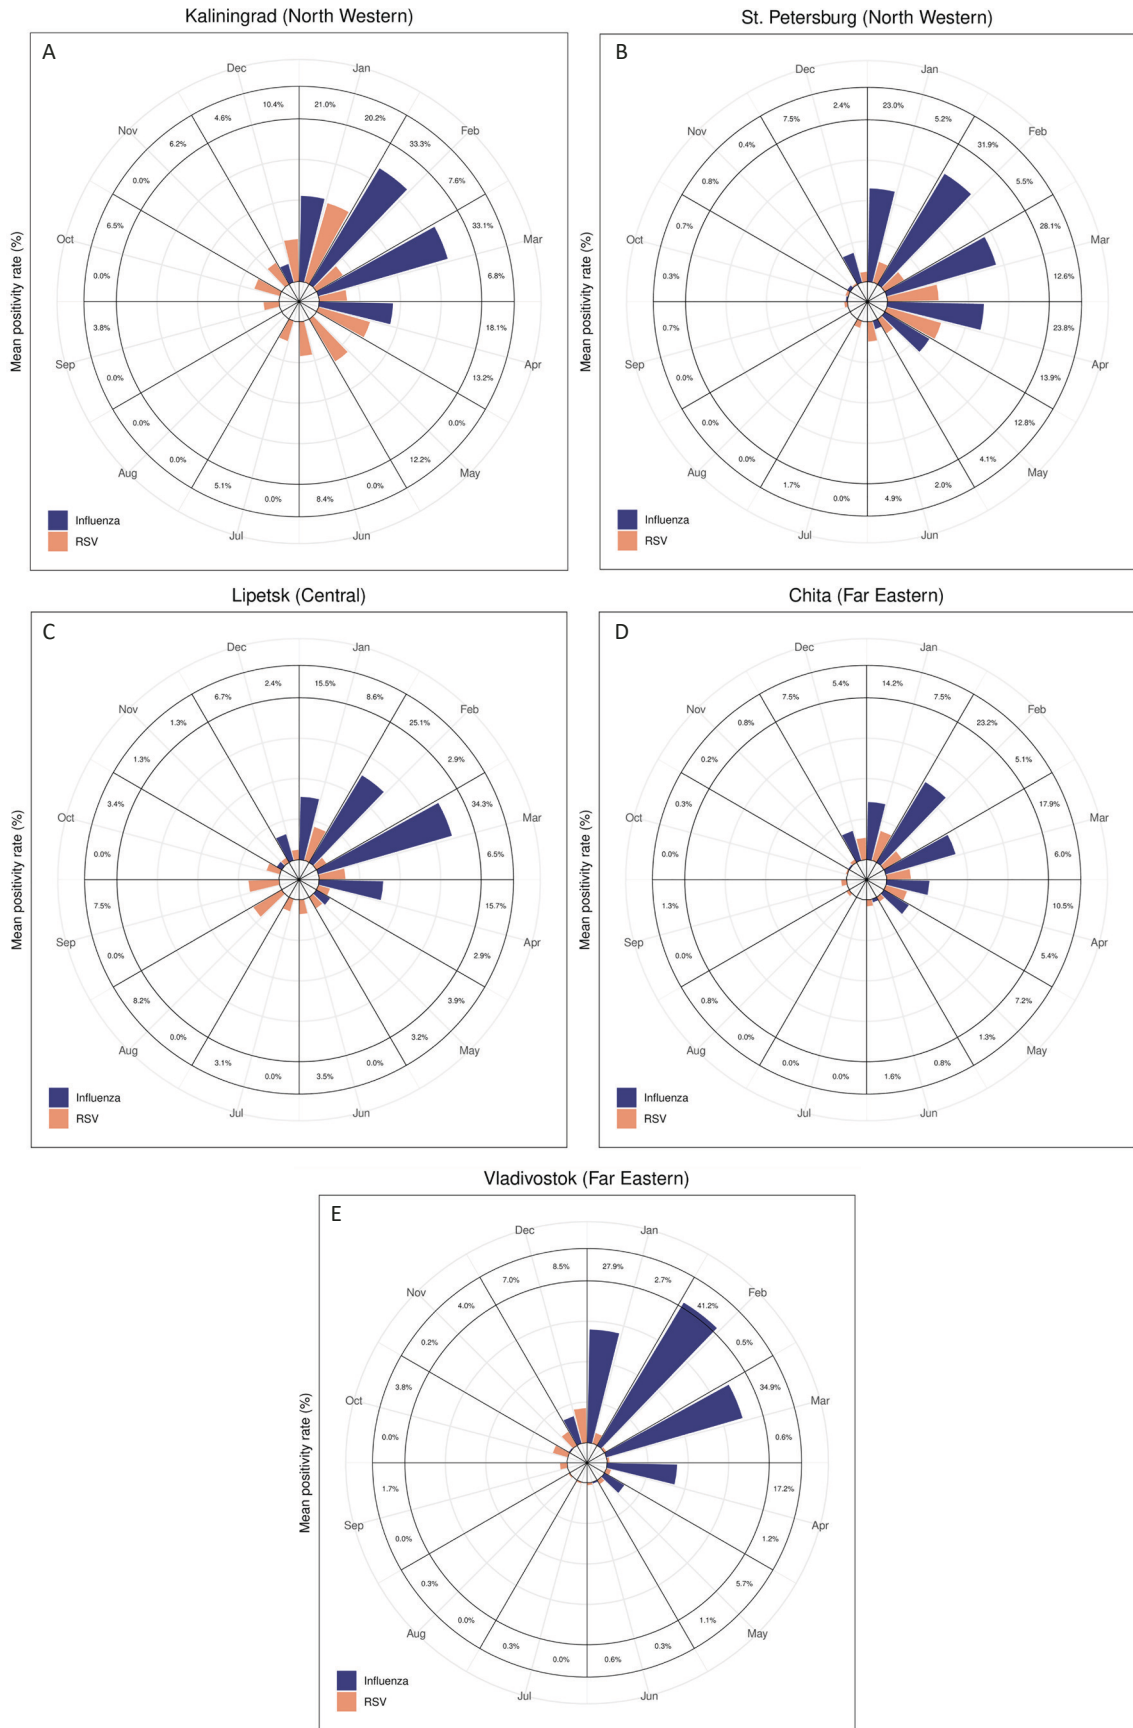 Kaliningrad (North Western)
A
Mean positivity rate (%)
Jan
21.0%
20.2%
Feb
33.3%
7.6%
Mar
33.1%
6.8%
Apr
18.1%
13.2%
May
0.0%
12.2%
Jun
0.0%
8.4%
Jul
0.0%
5.1%
Aug
0.0%
0.0%
Sep
0.0%
3.8%
Oct
0.0%
6.5%
Nov
0.0%
6.2%
Dec
4.6%
10.4%
Influenza
RSV
St. Petersburg (North Western)
B
Mean positivity rate (%)
Jan
23.0%
5.2%
Feb
31.9%
5.5%
Mar
28.1%
12.6%
Apr
23.8%
13.9%
May
12.8%
4.1%
Jun
2.0%
4.9%
Jul
0.0%
1.7%
Aug
0.0%
0.0%
Sep
0.0%
0.7%
Oct
0.3%
0.7%
Nov
0.8%
0.4%
Dec
7.5%
2.4%
Influenza
RSV
Lipetsk (Central)
C
Mean positivity rate (%)
Jan
15.5%
8.6%
Feb
25.1%
2.9%
Mar
34.3%
6.5%
Apr
15.7%
2.9%
May
3.9%
3.2%
Jun
0.0%
3.5%
Jul
0.0%
3.1%
Aug
0.0%
8.2%
Sep
0.0%
7.5%
Oct
0.0%
3.4%
Nov
1.3%
1.3%
Dec
6.7%
2.4%
Influenza
RSV
Chita (Far Eastern)
D
Mean positivity rate (%)
Jan
14.2%
7.5%
Feb
23.2%
5.1%
Mar
17.9%
6.0%
Apr
10.5%
5.4%
May
7.2%
1.3%
Jun
0.8%
1.6%
Jul
0.0%
0.0%
Aug
0.0%
0.8%
Sep
0.0%
1.3%
Oct
0.0%
0.3%
Nov
0.2%
0.8%
Dec
7.5%
5.4%
Influenza
RSV
Vladivostok (Far Eastern)
E
Mean positivity rate (%)
Jan
27.9%
2.7%
Feb
41.2%
0.5%
Mar
34.9%
0.6%
Apr
17.2%
1.2%
May
5.7%
1.1%
Jun
0.3%
0.6%
Jul
0.0%
0.3%
Aug
0.0%
0.3%
Sep
0.0%
1.7%
Oct
0.0%
3.8%
Nov
0.2%
4.0%
Dec
7.0%
8.5%
Influenza
RSV